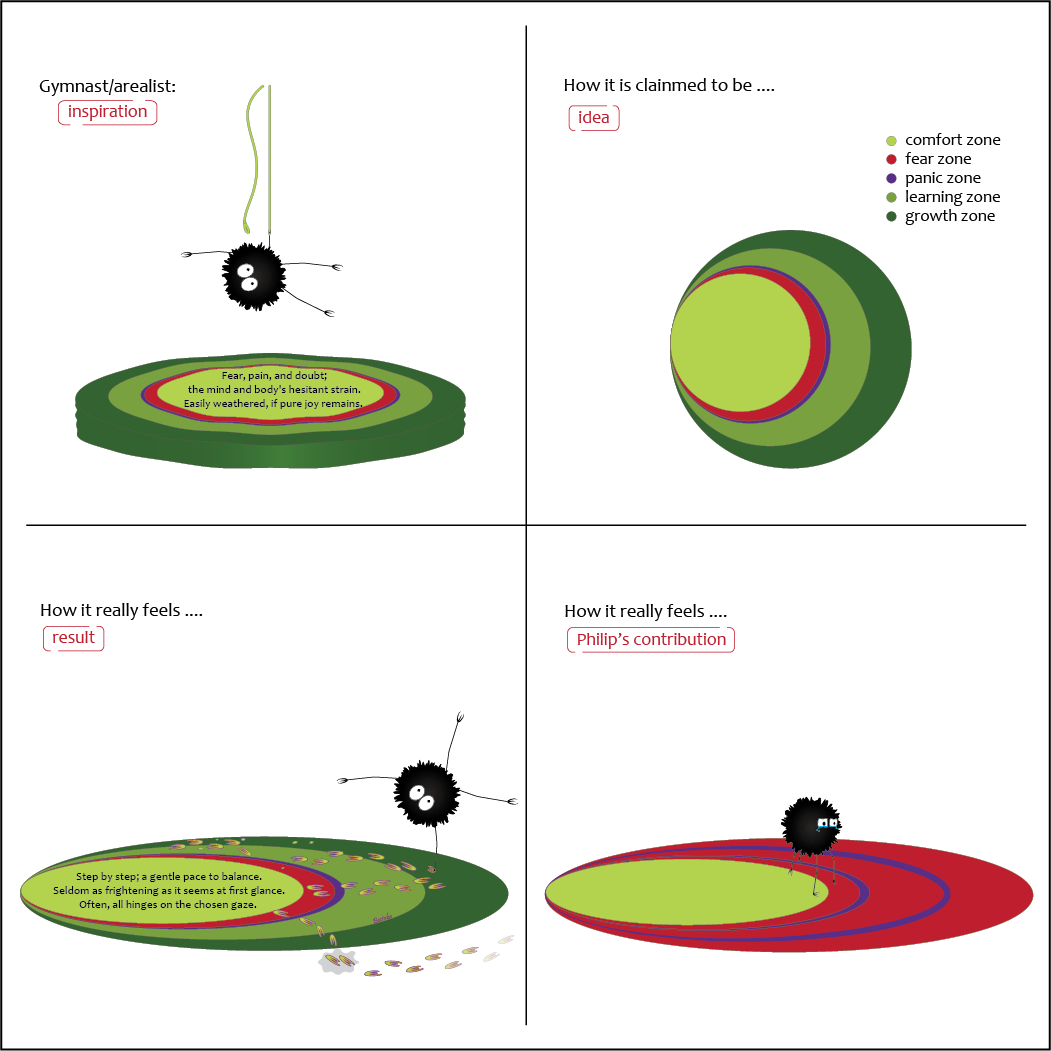 Gymnast/arealist:
inspiration
Fear, pain, and doubt;
the mind and body's hesitant strain.
Easily weathered, if pure joy remains.
How it is clainmed to be ....
idea
comfort zone
fear zone
panic zone
learning zone
growth zone
How it really feels ....
result
Step by step; a gentle pace to balance.
Seldom as frightening as it seems at first glance.
Often, all hinges on the chosen gaze.
How it really feels ....
Philip's contribution